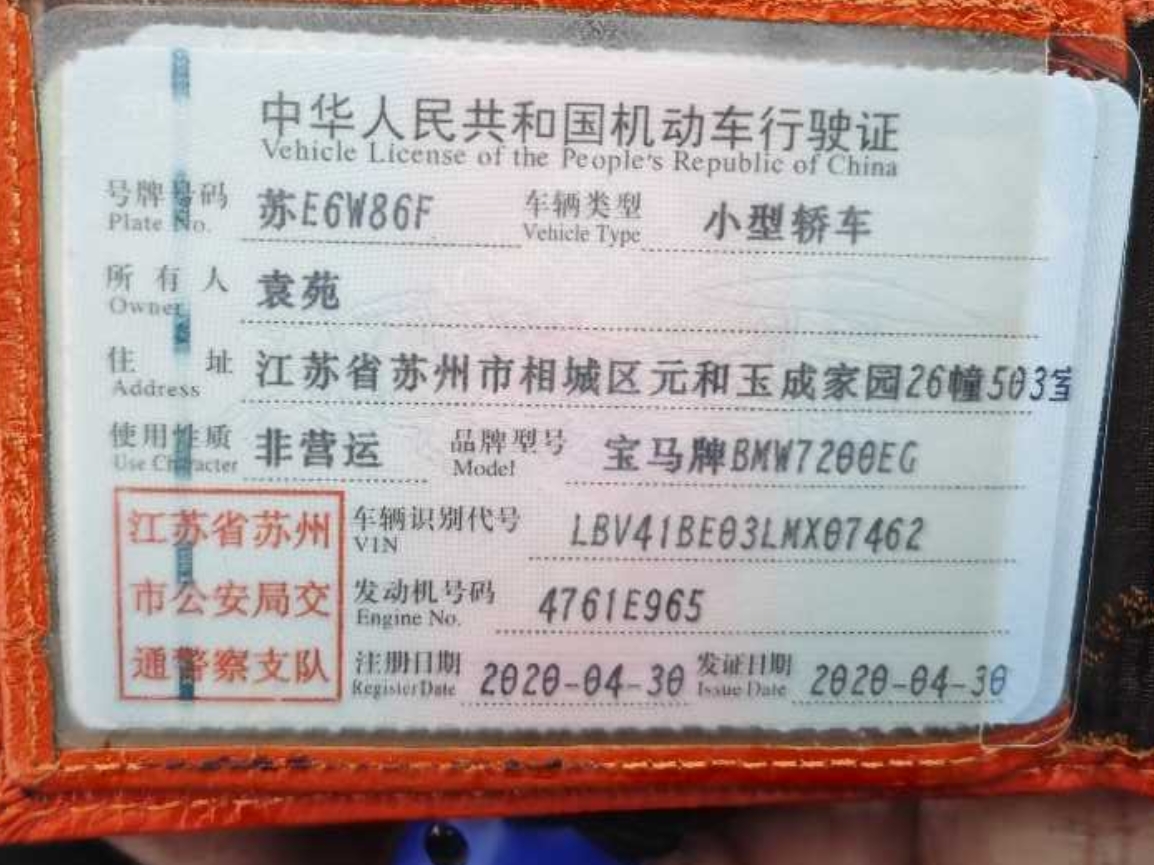 中华人民共和国机动车行驶证
Vehicle License of the People's Republic of China
号牌号码 苏E6W86F 车辆类型 小型轿车
Plate No. Vehicle Type
所有人 袁苑
Owner
住址 江苏省苏州市相城区元和玉成家园26幢503室
Address
使用性质 非营运 品牌型号 宝马牌BMW7200EG
Use Character Model
江苏省苏州
市公安局交
通警察支队
车辆识别代号 LBV41BE03LMX07462
VIN
发动机号码 4761E965
Engine No.
注册日期 2020-04-30 发证日期 2020-04-30
Register Date Issue Date